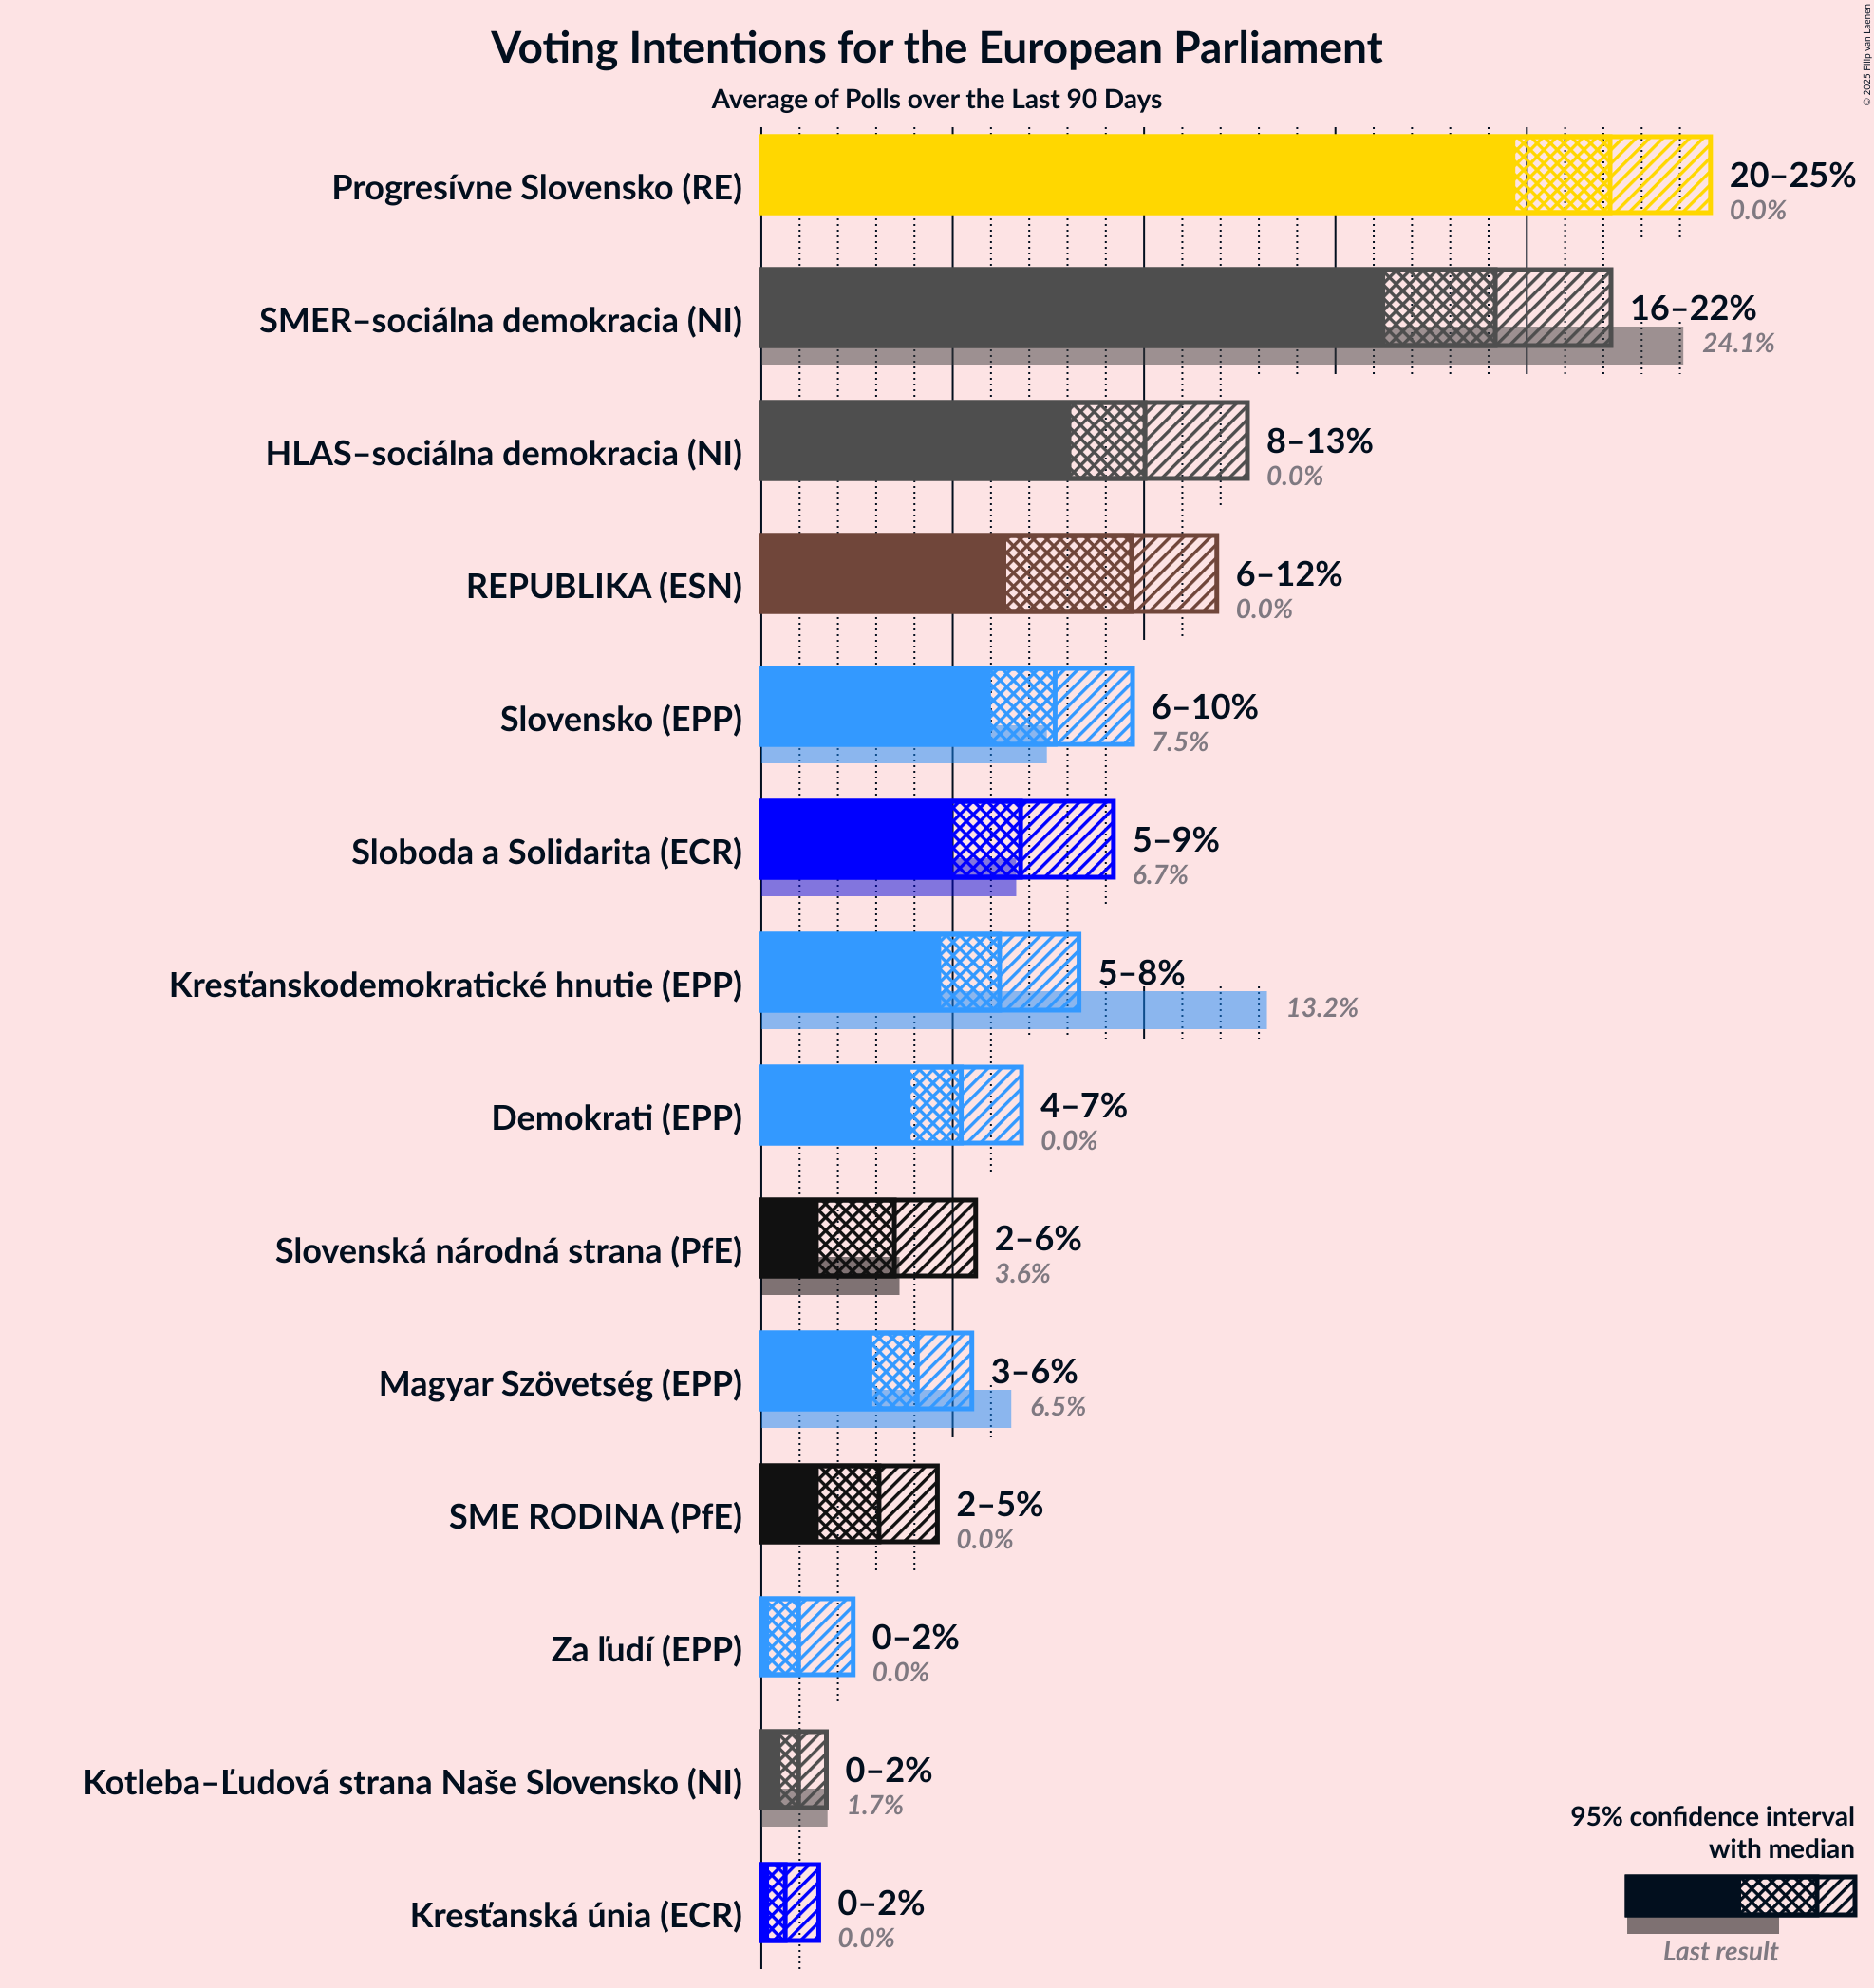 Voting Intentions for the European Parliament
Average of Polls over the Last 90 Days
© 2025 Filip van Laenen
Progresívne Slovensko (RE)
20–25%
0.0%
SMER–sociálna demokracia (NI)
16–22%
24.1%
HLAS–sociálna demokracia (NI)
8–13%
0.0%
REPUBLIKA (ESN)
6–12%
0.0%
Slovensko (EPP)
6–10%
7.5%
Sloboda a Solidarita (ECR)
5–9%
6.7%
Kresťanskodemokratické hnutie (EPP)
5–8%
13.2%
Demokrati (EPP)
4–7%
0.0%
Slovenská národná strana (PfE)
2–6%
3.6%
Magyar Szövetség (EPP)
3–6%
6.5%
SME RODINA (PfE)
2–5%
0.0%
Za ľudí (EPP)
0–2%
0.0%
Kotleba–Ľudová strana Naše Slovensko (NI)
0–2%
1.7%
Kresťanská únia (ECR)
0–2%
0.0%
95% confidence interval
with median
Last result